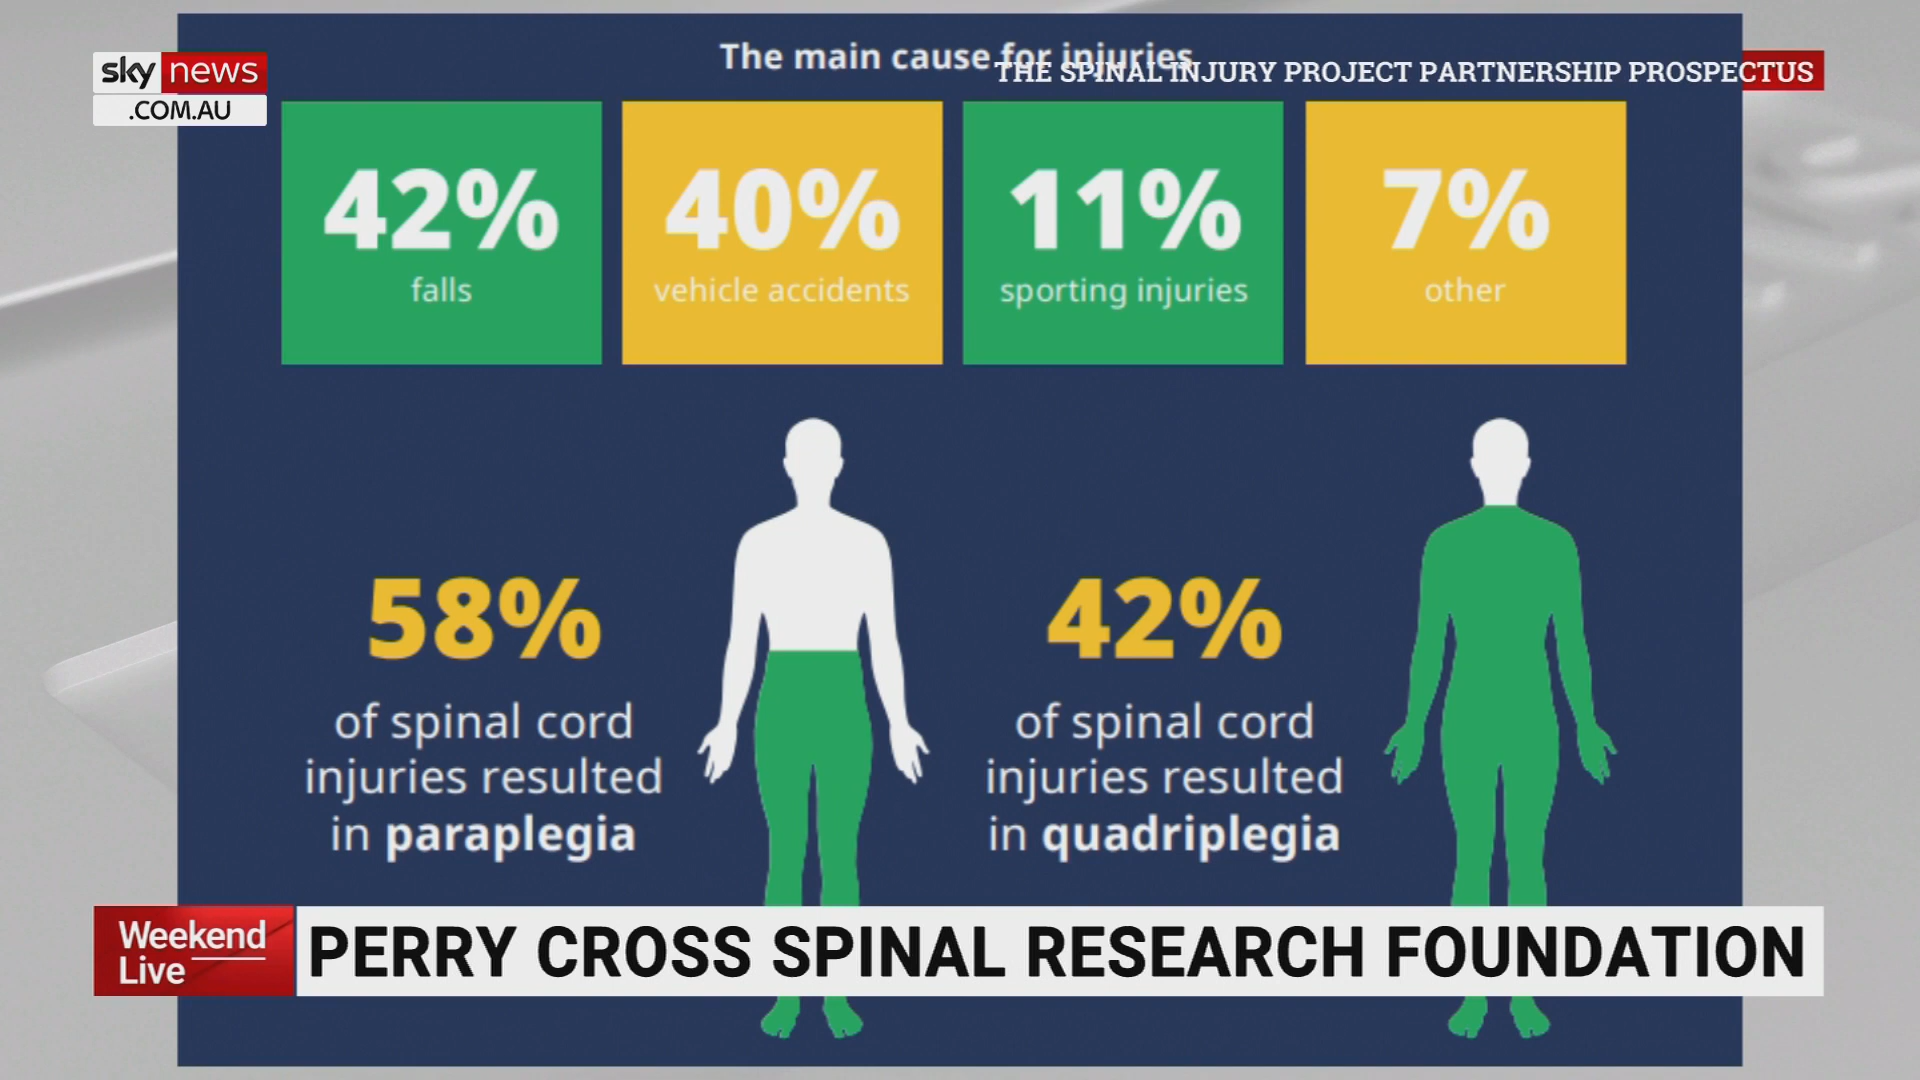 The main cause for injuries
THE SPINAL INJURY PROJECT PARTNERSHIP PROSPECTUS
sky news
.COM.AU
42%
falls
40%
vehicle accidents
11%
sporting injuries
7%
other
58%
of spinal cord
injuries resulted
in paraplegia
42%
of spinal cord
injuries resulted
in quadriplegia
Weekend
Live
PERRY CROSS SPINAL RESEARCH FOUNDATION